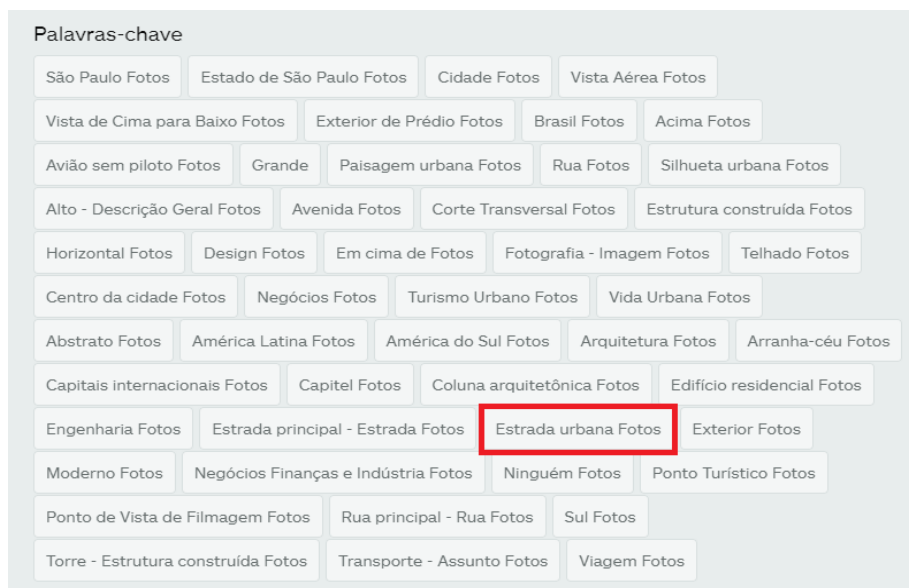 Palavras-chave
São Paulo Fotos Estado de São Paulo Fotos Cidade Fotos Vista Aérea Fotos
Vista de Cima para Baixo Fotos Exterior de Prédio Fotos Brasil Fotos Acima Fotos
Avião sem piloto Fotos Grande Paisagem urbana Fotos Rua Fotos Silhueta urbana Fotos
Alto - Descrição Geral Fotos Avenida Fotos Corte Transversal Fotos Estrutura construída Fotos
Horizontal Fotos Design Fotos Em cima de Fotos Fotografia - Imagem Fotos Telhado Fotos
Centro da cidade Fotos Negócios Fotos Turismo Urbano Fotos Vida Urbana Fotos
Abstrato Fotos América Latina Fotos América do Sul Fotos Arquitetura Fotos Arranha-céu Fotos
Capitais internacionais Fotos Capitel Fotos Coluna arquitetônica Fotos Edifício residencial Fotos
Engenharia Fotos Estrada principal - Estrada Fotos Estrada urbana Fotos Exterior Fotos
Moderno Fotos Negócios Finanças e Indústria Fotos Ninguém Fotos Ponto Turístico Fotos
Ponto de Vista de Filmagem Fotos Rua principal - Rua Fotos Sul Fotos
Torre - Estrutura construída Fotos Transporte - Assunto Fotos Viagem Fotos